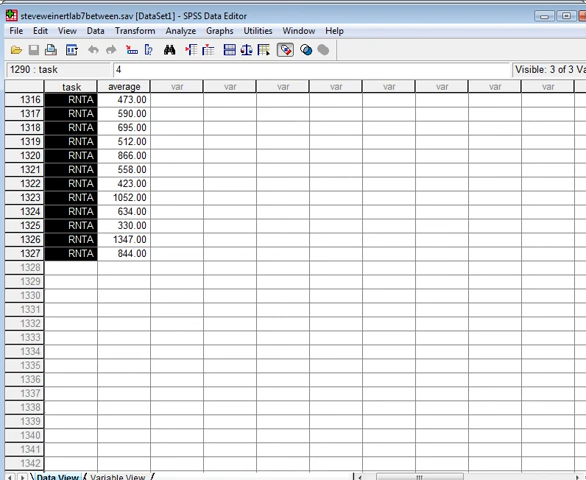 steveweinertlab7between.sav [DataSet1] - SPSS Data Editor
File Edit View Data Transform Analyze Graphs Utilities Window Help
1290 : task 4 Visible: 3 of 3 Va
task average var var var var var var var var
1316 RNTA 473.00
1317 RNTA 590.00
1318 RNTA 695.00
1319 RNTA 512.00
1320 RNTA 866.00
1321 RNTA 558.00
1322 RNTA 423.00
1323 RNTA 1052.00
1324 RNTA 634.00
1325 RNTA 330.00
1326 RNTA 1347.00
1327 RNTA 844.00
1328
1329
1330
1331
1332
1333
1334
1335
1336
1337
1338
1339
1340
1341
1342
Data View Variable View